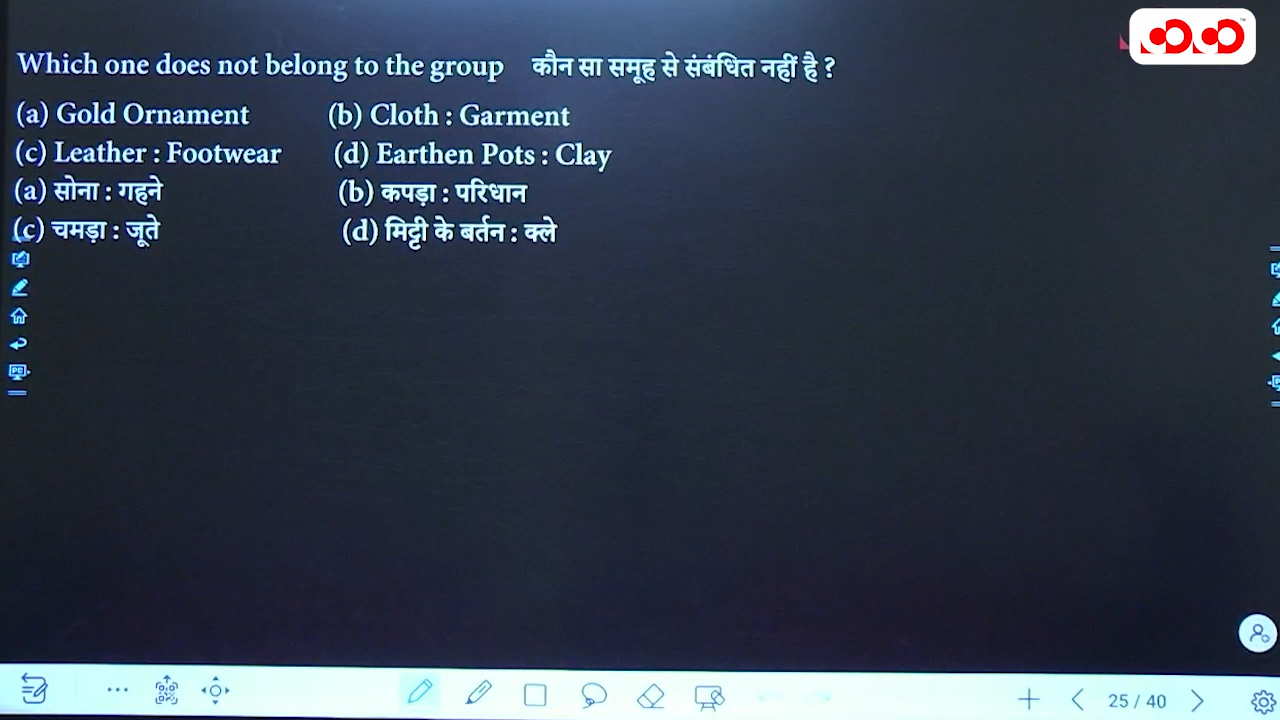 Which one does not belong to the group कौन सा समूह से संबंधित नहीं है ?
(a) Gold Ornament (b) Cloth : Garment
(c) Leather : Footwear (d) Earthen Pots : Clay
(a) सोना : गहने (b) कपड़ा : परिधान
(c) चमड़ा : जूते (d) मिट्टी के बर्तन : क्ले
PC
25 / 40